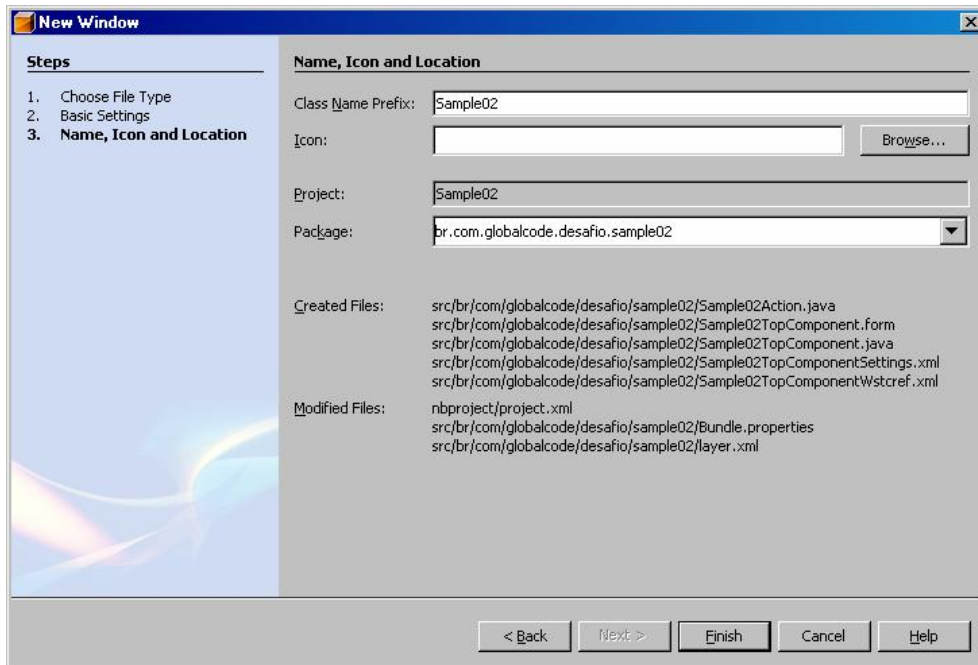 New Window
Steps
1. Choose File Type
2. Basic Settings
3. Name, Icon and Location
Name, Icon and Location
Class Name Prefix: Sample02
Icon: Browse...
Project: Sample02
Package: br.com.globalcode.desafio.sample02
Created Files: src/br/com/globalcode/desafio/sample02/Sample02Action.java
src/br/com/globalcode/desafio/sample02/Sample02TopComponent.form
src/br/com/globalcode/desafio/sample02/Sample02TopComponent.java
src/br/com/globalcode/desafio/sample02/Sample02TopComponentSettings.xml
src/br/com/globalcode/desafio/sample02/Sample02TopComponentWstcref.xml
Modified Files: nbproject/project.xml
src/br/com/globalcode/desafio/sample02/Bundle.properties
src/br/com/globalcode/desafio/sample02/layer.xml
< Back Next > Finish Cancel Help